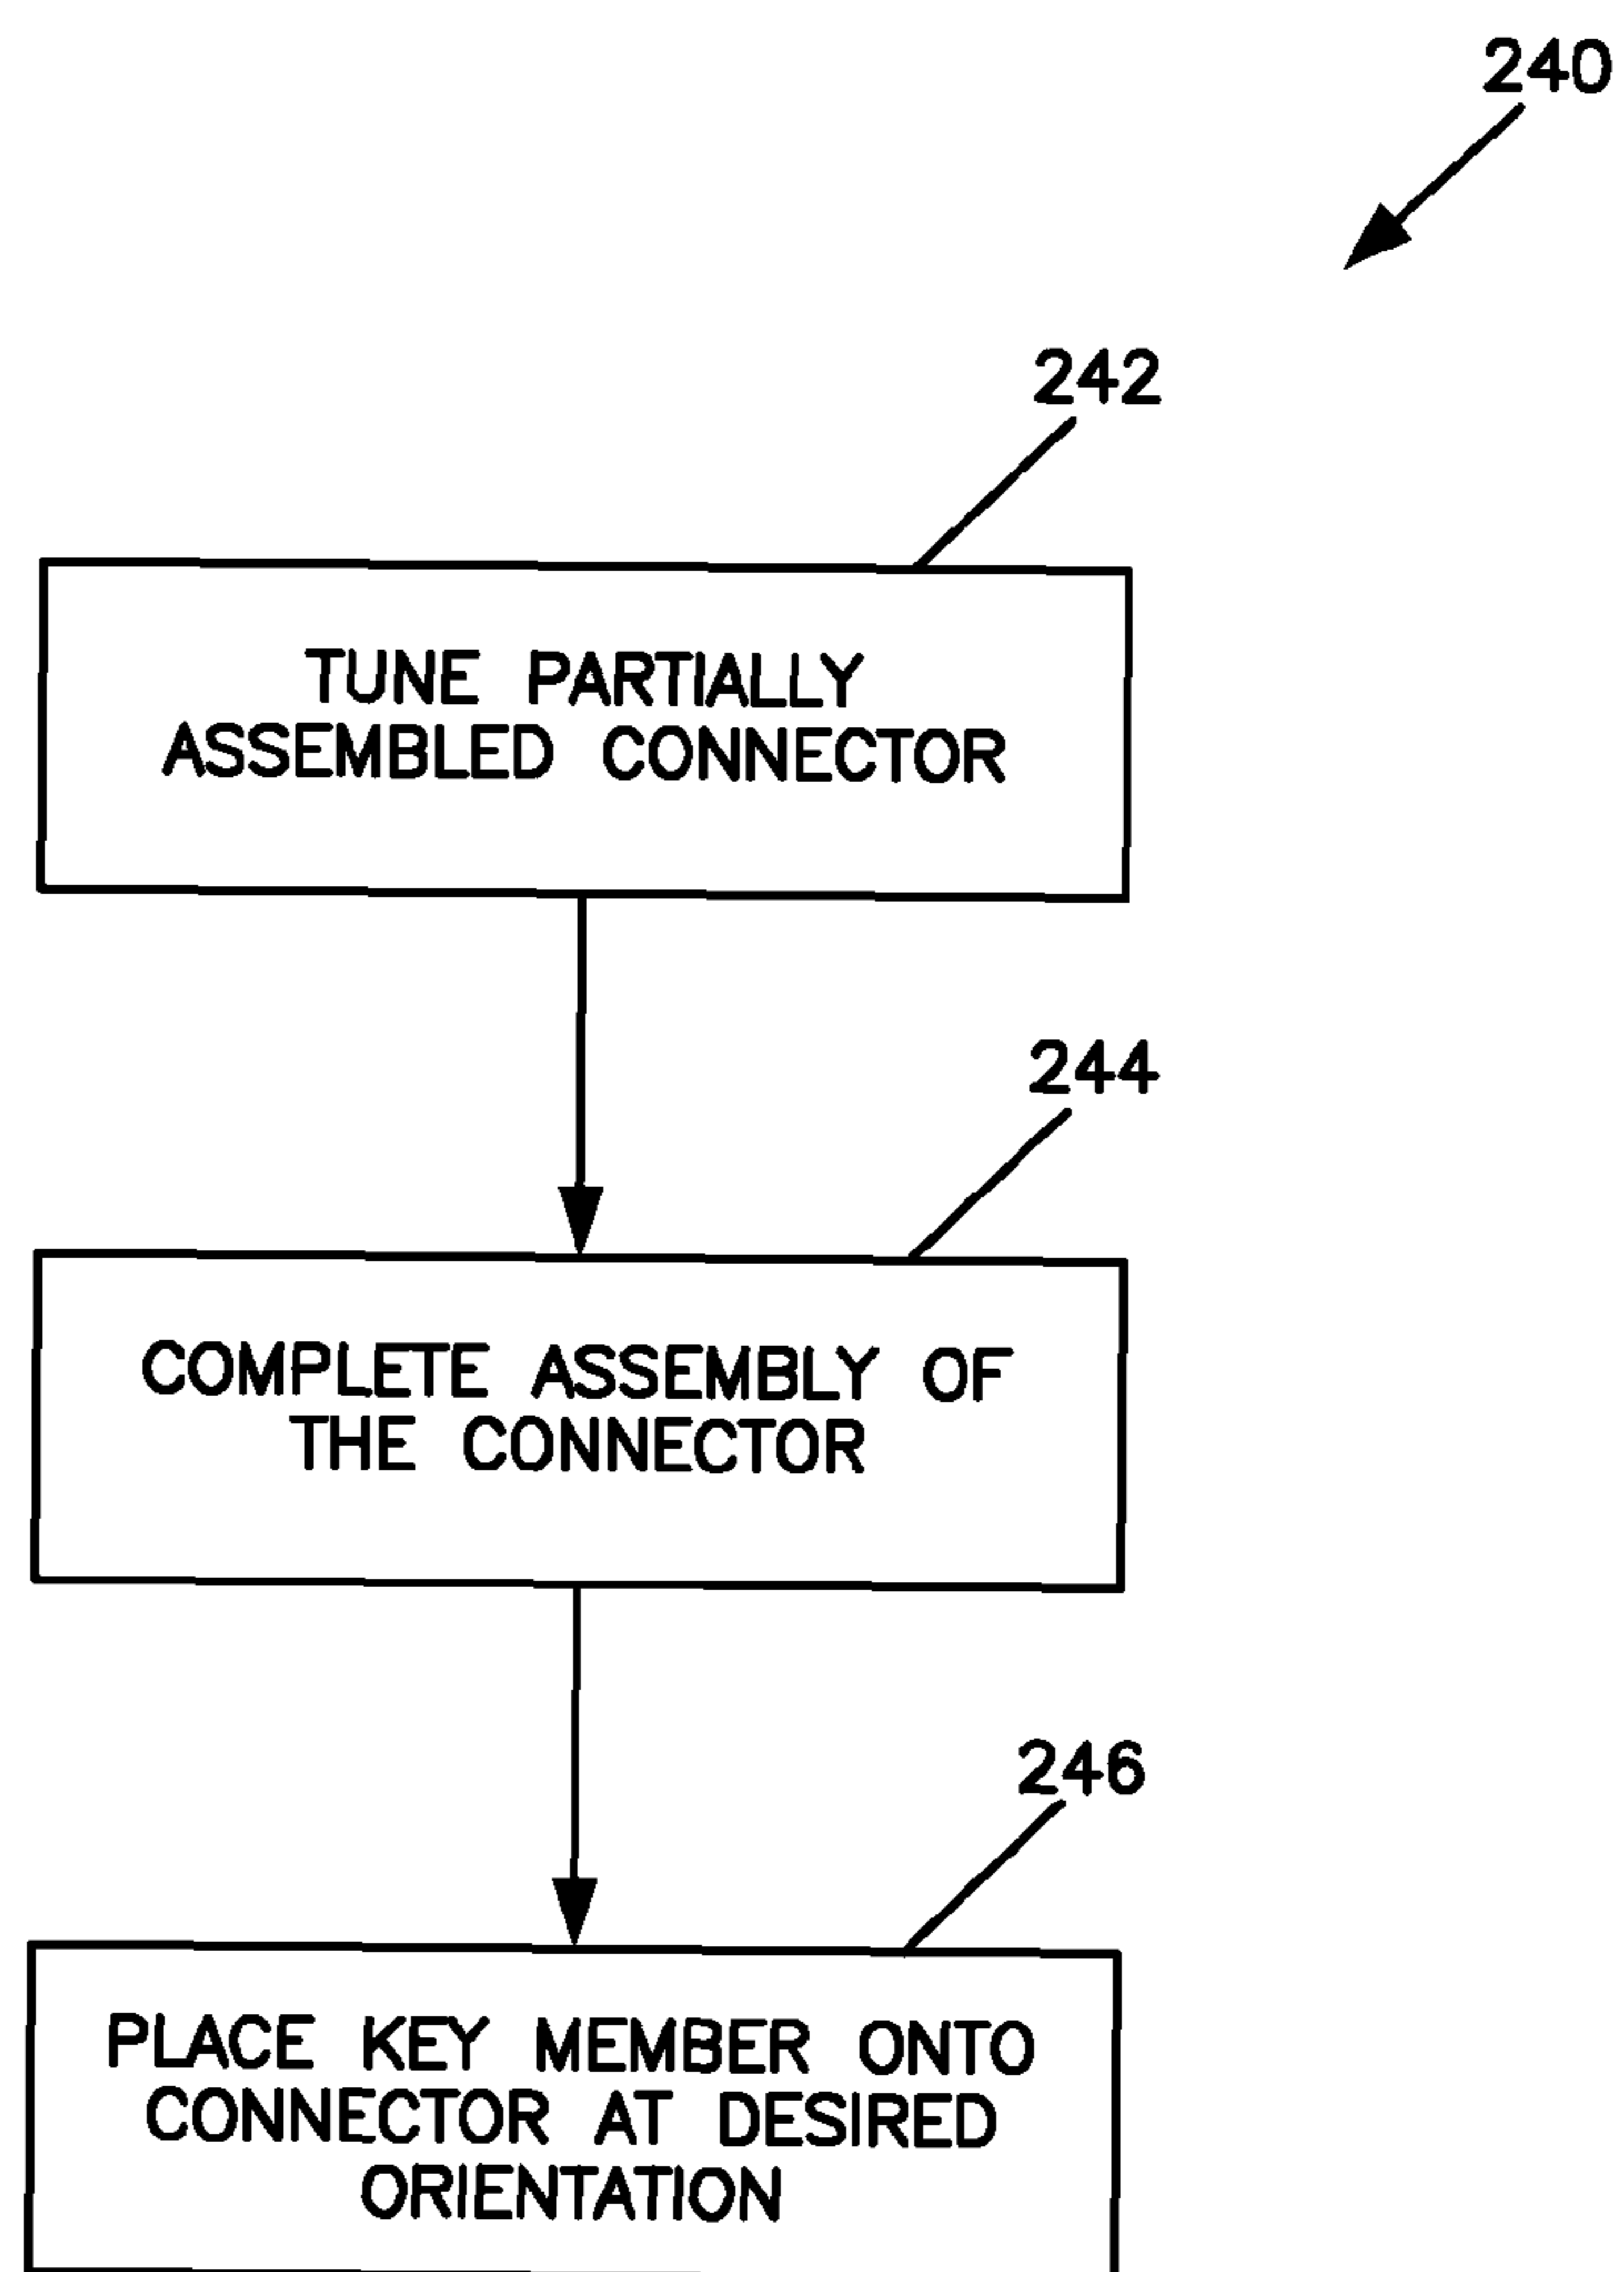 240
242
TUNE PARTIALLY
ASSEMBLED CONNECTOR
244
COMPLETE ASSEMBLY OF
THE CONNECTOR
246
PLACE KEY MEMBER ONTO
CONNECTOR AT DESIRED
ORIENTATION